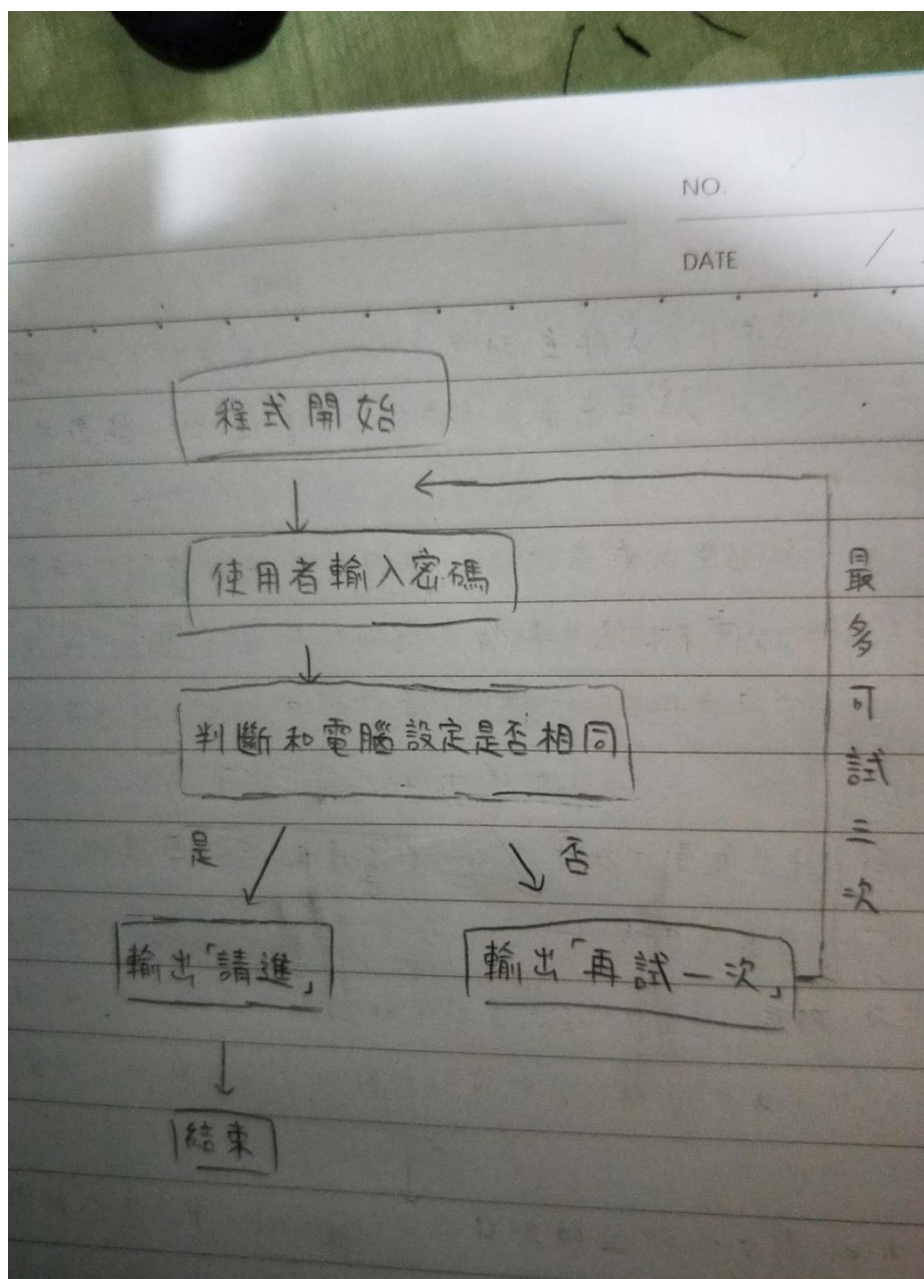 NO.
DATE /
程式開始
使用者輸入密碼
判斷和電腦設定是否相同
是
否
輸出「請進」
輸出「再試一次」
最多可試三次
結束